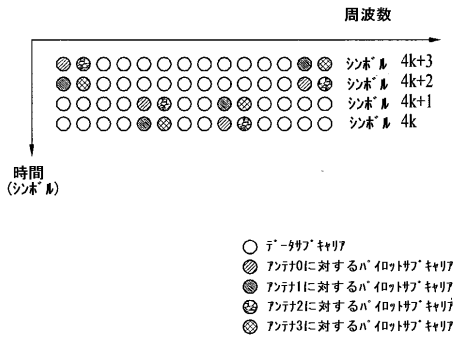 周波数
シンボル 4k+3
シンボル 4k+2
シンボル 4k+1
シンボル 4k
時間
(シンボル)
データサブキャリア
アンテナ0に対するパイロットサブキャリア
アンテナ1に対するパイロットサブキャリア
アンテナ2に対するパイロットサブキャリア
アンテナ3に対するパイロットサブキャリア